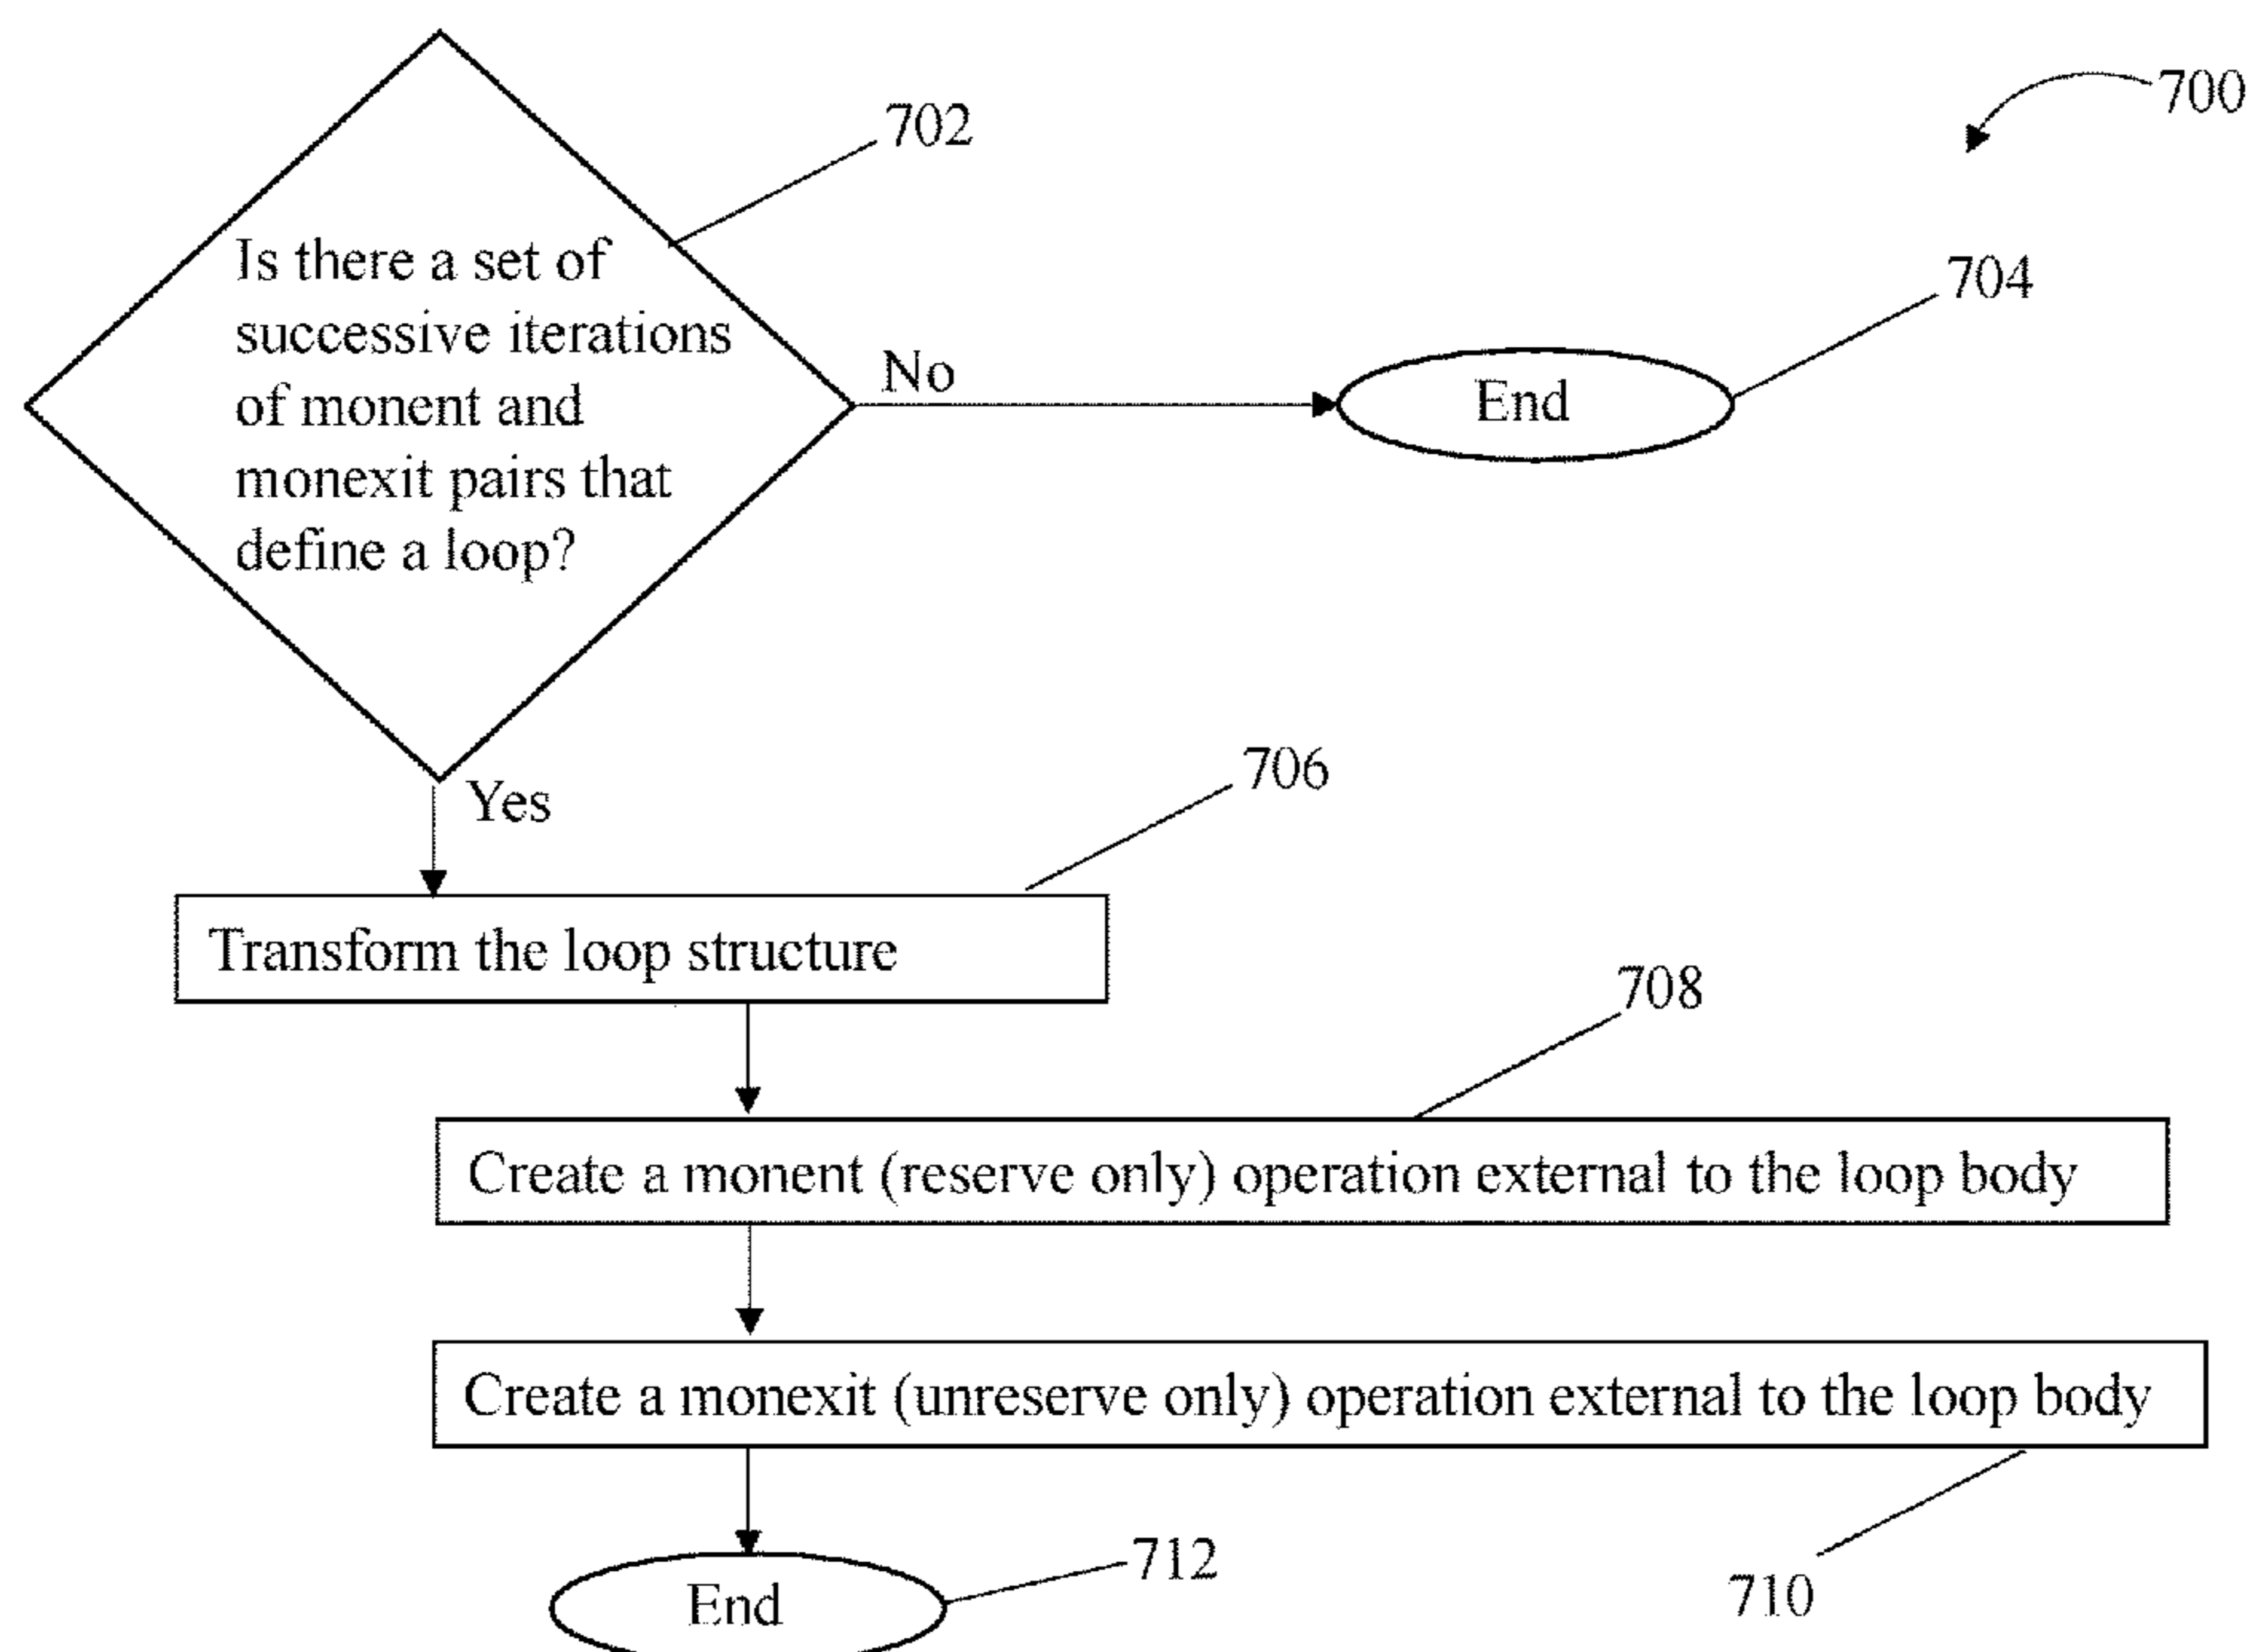 700
702
Is there a set of
successive iterations
of monent and
monexit pairs that
define a loop?
No
704
End
Yes
706
Transform the loop structure
708
Create a monent (reserve only) operation external to the loop body
Create a monexit (unreserve only) operation external to the loop body
710
712
End